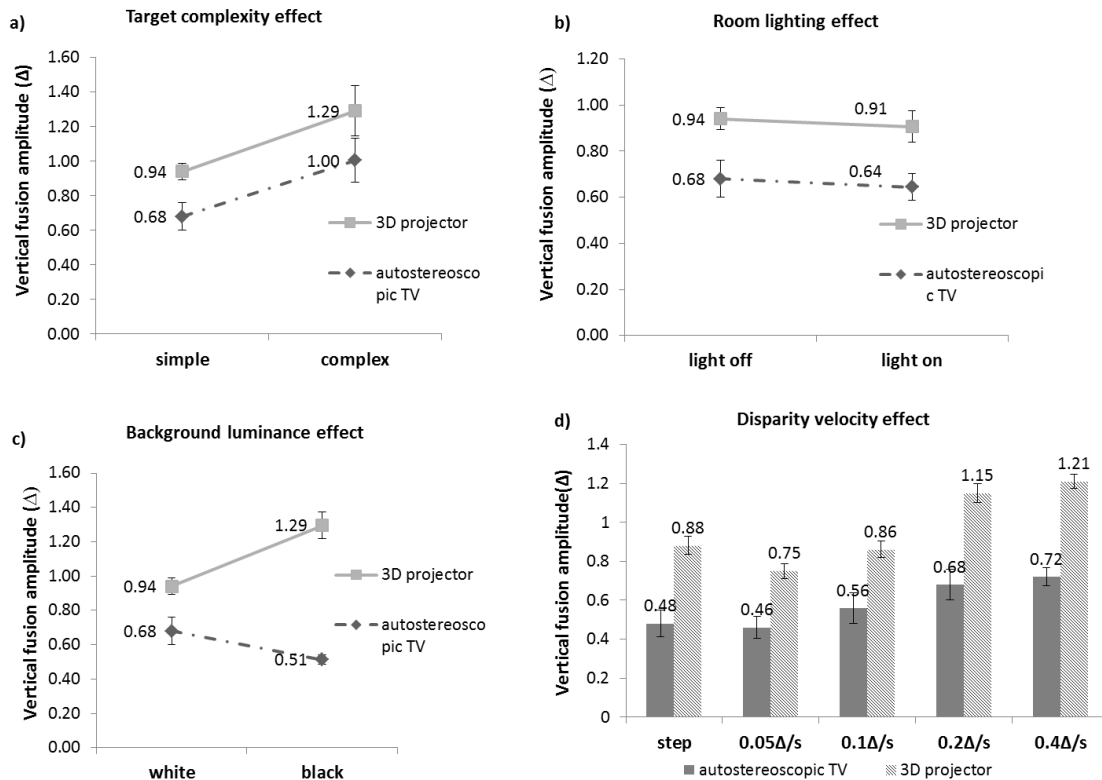 a)
Target complexity effect
Vertical fusion amplitude (Δ)
1.60
1.40
1.20
1.00
0.80
0.60
0.40
0.20
0.00
0.94
1.29
0.68
1.00
3D projector
autostereosco
pic TV
simple
complex
b)
Room lighting effect
Vertical fusion amplitude (Δ)
1.20
1.00
0.80
0.60
0.40
0.20
0.00
0.94
0.91
0.68
0.64
3D projector
autostereoscopi
c TV
light off
light on
c)
Background luminance effect
Vertical fusion amplitude (Δ)
1.60
1.40
1.20
1.00
0.80
0.60
0.40
0.20
0.00
0.94
1.29
0.68
0.51
3D projector
autostereosco
pic TV
white
black
d)
Disparity velocity effect
Vertical fusion amplitude(Δ)
1.4
1.2
1
0.8
0.6
0.4
0.2
0
0.48
0.88
0.46
0.75
0.56
0.86
0.68
1.15
0.72
1.21
step
0.05Δ/s
0.1Δ/s
0.2Δ/s
0.4Δ/s
autostereoscopic TV
3D projector